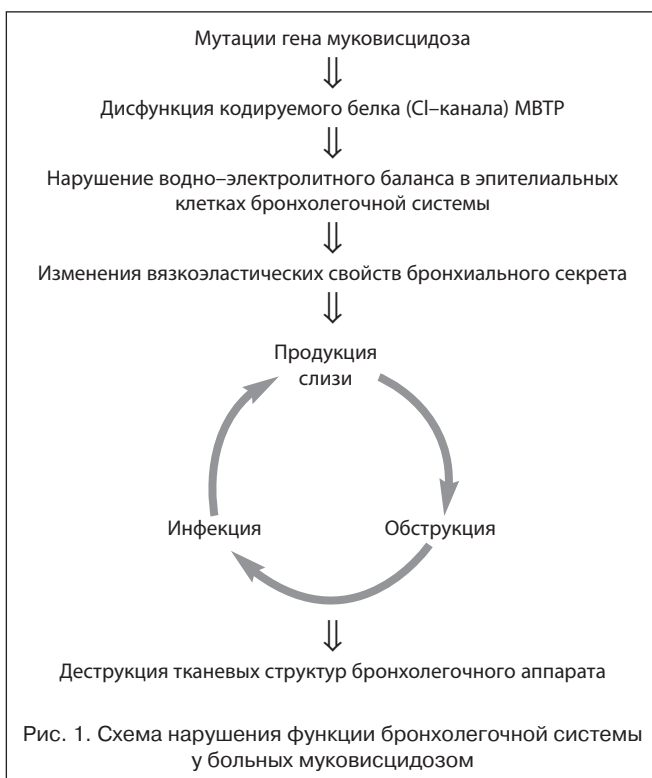 Мутации гена муковисцидоза
⇓
Дисфункция кодируемого белка (Cl–канала) МВТР
⇓
Нарушение водно–электролитного баланса в эпителиальных
клетках бронхолегочной системы
⇓
Изменения вязкоэластических свойств бронхиального секрета
⇓
Продукция
слизи
Инфекция Обструкция
⇓
Деструкция тканевых структур бронхолегочного аппарата
Рис. 1. Схема нарушения функции бронхолегочной системы
у больных муковисцидозом